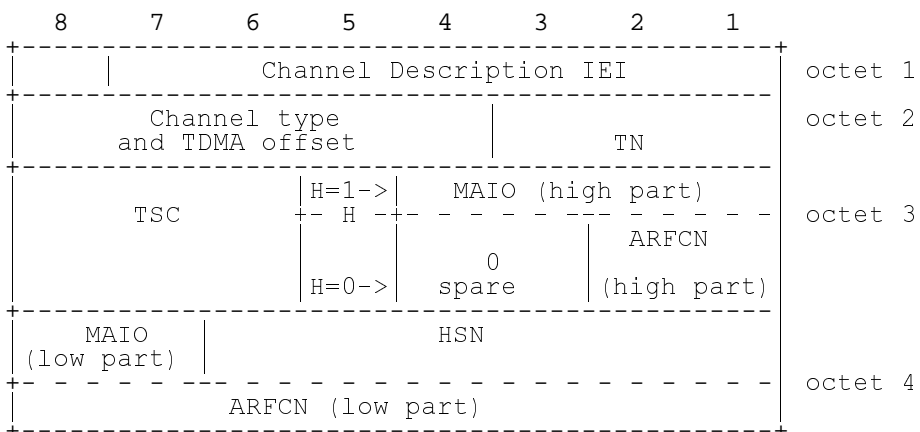 8 7 6 5 4 3 2 1
Channel Description IEI octet 1
Channel type octet 2
and TDMA offset TN
H=1-> MAIO (high part)
TSC H octet 3
ARFCN
0
H=0-> spare (high part)
MAIO HSN
(low part)
octet 4
ARFCN (low part)